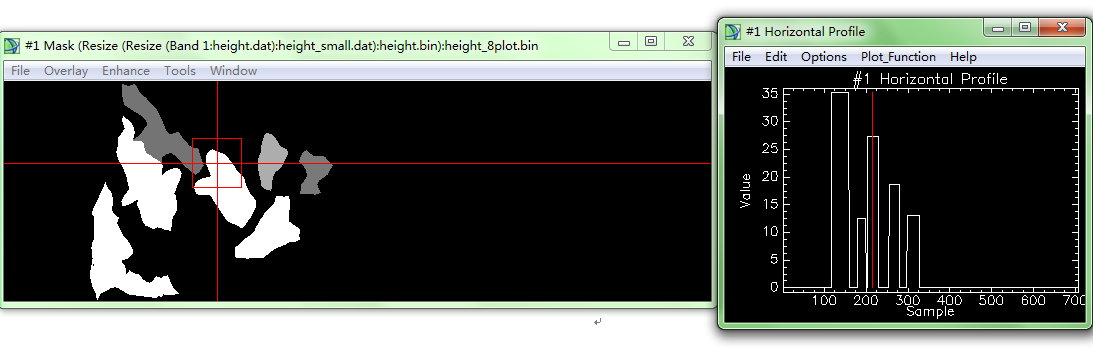 #1 Mask (Resize (Resize (Band 1:height.dat):height_small.dat):height.bin):height_8plot.bin
File Overlay Enhance Tools Window
#1 Horizontal Profile
File Edit Options Plot_Function Help
#1 Horizontal Profile
35
30
25
20
15
10
5
0
Value
100 200 300 400 500 600 700
Sample